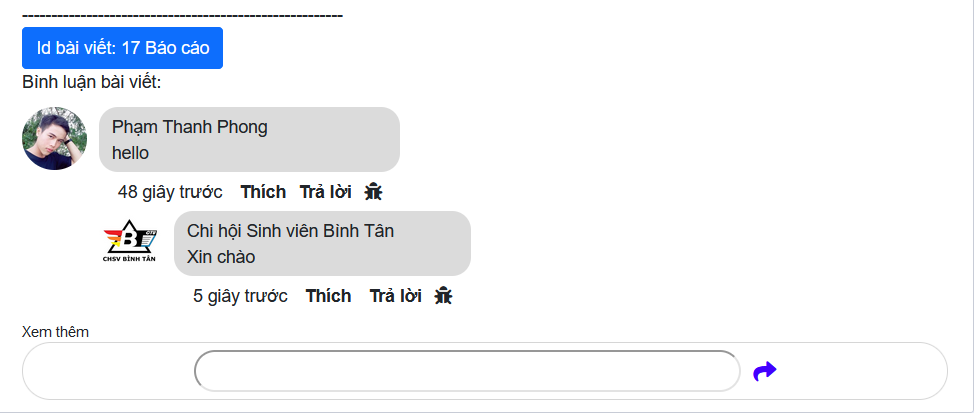 Id bài viết: 17 Báo cáo
Bình luận bài viết:
Phạm Thanh Phong
hello
48 giây trước Thích Trả lời
CHSV BÌNH TÂN
Chi hội Sinh viên Bình Tân
Xin chào
5 giây trước Thích Trả lời
Xem thêm